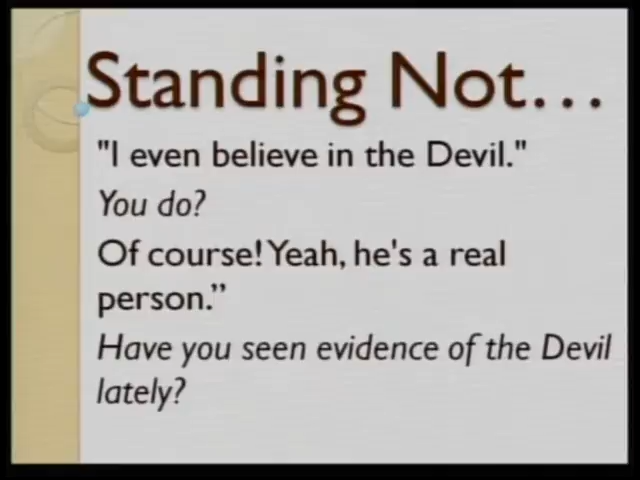 Standing Not...
"I even believe in the Devil."
You do?
Of course! Yeah, he's a real
person.”
Have you seen evidence of the Devil
lately?